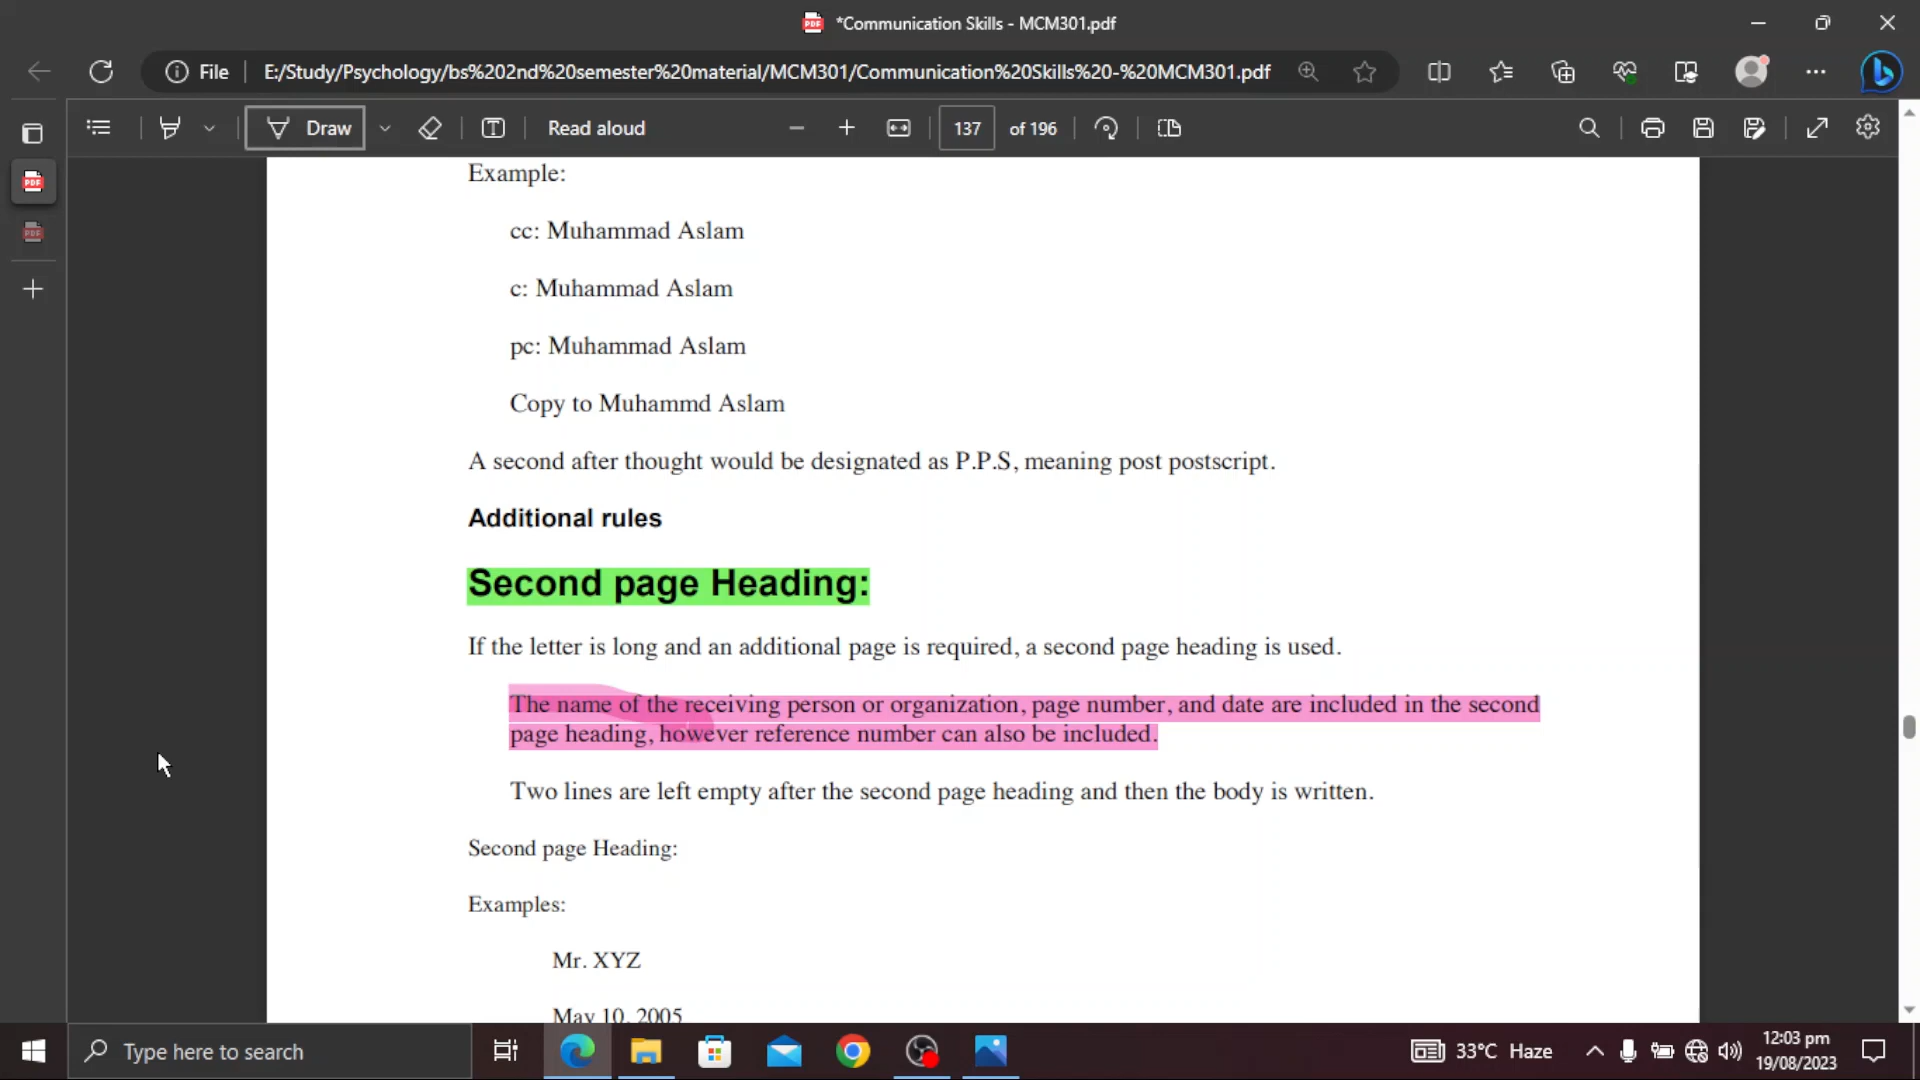 *Communication Skills - MCM301.pdf
File
E:/Study/Psychology/bs%202nd%20semester%20material/MCM301/Communication%20Skills%20-%20MCM301.pdf
Draw
Read aloud
137
of 196
Example:
cc: Muhammad Aslam
c: Muhammad Aslam
pc: Muhammad Aslam
Copy to Muhammd Aslam
A second after thought would be designated as P.P.S, meaning post postscript.
Additional rules
Second page Heading:
If the letter is long and an additional page is required, a second page heading is used.
The name of the receiving person or organization, page number, and date are included in the second
page heading, however reference number can also be included.
Two lines are left empty after the second page heading and then the body is written.
Second page Heading:
Examples:
Mr. XYZ
May 10, 2005
Type here to search
33°C Haze
12:03 pm
19/08/2023